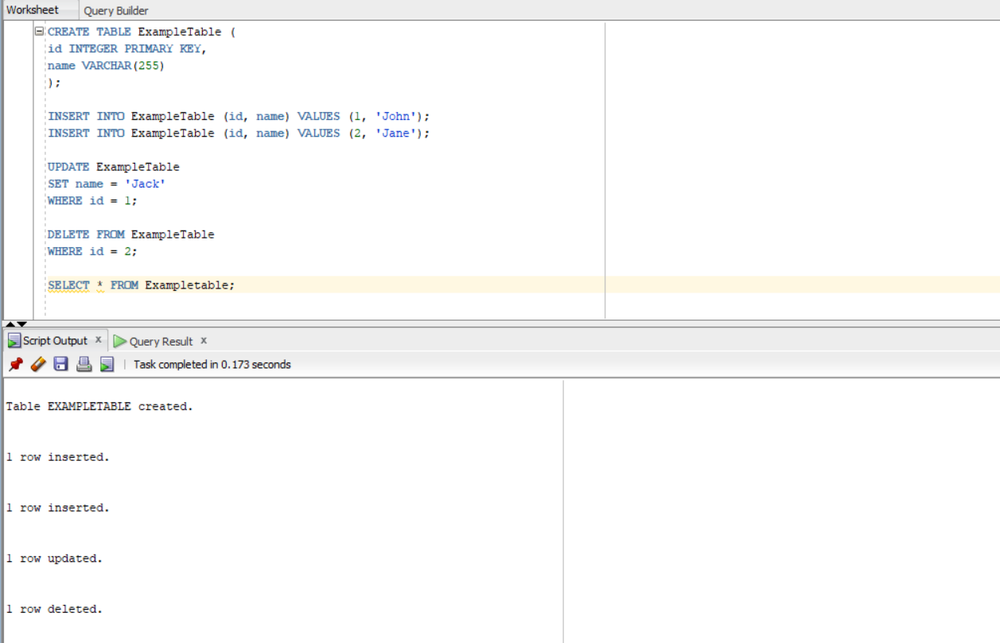 Worksheet Query Builder
CREATE TABLE ExampleTable (
id INTEGER PRIMARY KEY,
name VARCHAR(255)
);
INSERT INTO ExampleTable (id, name) VALUES (1, 'John');
INSERT INTO ExampleTable (id, name) VALUES (2, 'Jane');
UPDATE ExampleTable
SET name = 'Jack'
WHERE id = 1;
DELETE FROM ExampleTable
WHERE id = 2;
SELECT * FROM Exampletable;
Script Output x Query Result x
Task completed in 0.173 seconds
Table EXAMPLETABLE created.
1 row inserted.
1 row inserted.
1 row updated.
1 row deleted.